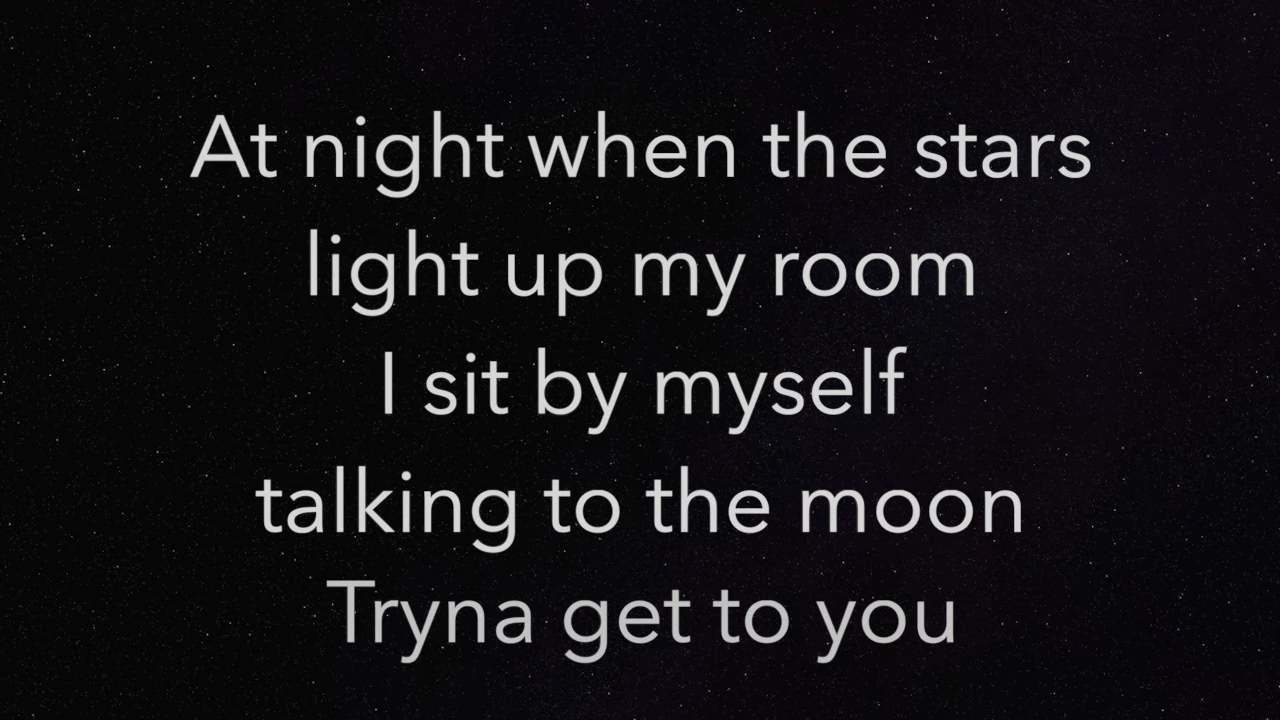 At night when the stars
light up my room
I sit by myself
talking to the moon
Tryna get to you